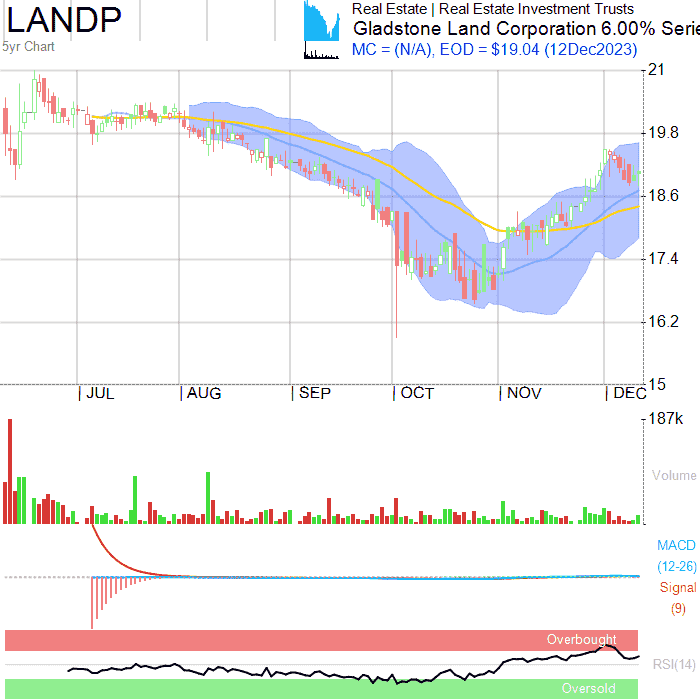 LANDP
5yr Chart
Real Estate | Real Estate Investment Trusts
Gladstone Land Corporation 6.00% Serie
MC = (N/A), EOD = $19.04 (12Dec2023)
21
19.8
18.6
17.4
16.2
15
JUL
AUG
SEP
OCT
NOV
DEC
187k
Volume
MACD
(12-26)
Signal
(9)
Overbought
RSI(14)
Oversold